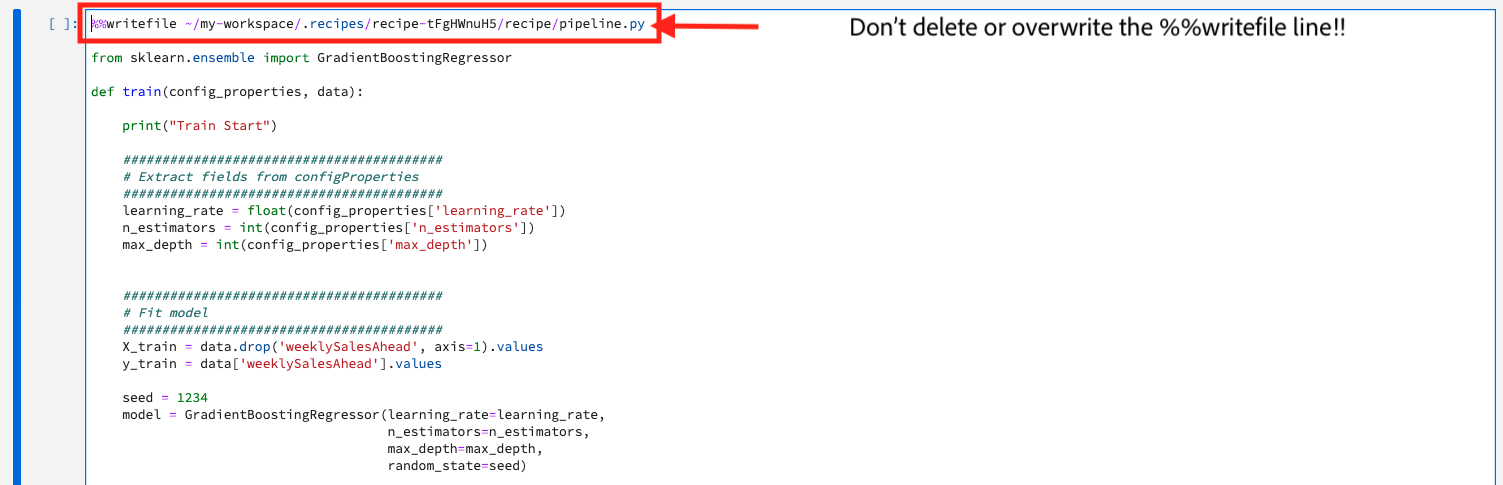 [ ]: %%writefile ~/my-workspace/.recipes/recipe-tFgHWnuH5/recipe/pipeline.py Don’t delete or overwrite the %%writefile line!!
from sklearn.ensemble import GradientBoostingRegressor
def train(config_properties, data):
print("Train Start")
#########################################
# Extract fields from configProperties
#########################################
learning_rate = float(config_properties['learning_rate'])
n_estimators = int(config_properties['n_estimators'])
max_depth = int(config_properties['max_depth'])
#########################################
# Fit model
#########################################
X_train = data.drop('weeklySalesAhead', axis=1).values
y_train = data['weeklySalesAhead'].values
seed = 1234
model = GradientBoostingRegressor(learning_rate=learning_rate,
n_estimators=n_estimators,
max_depth=max_depth,
random_state=seed)